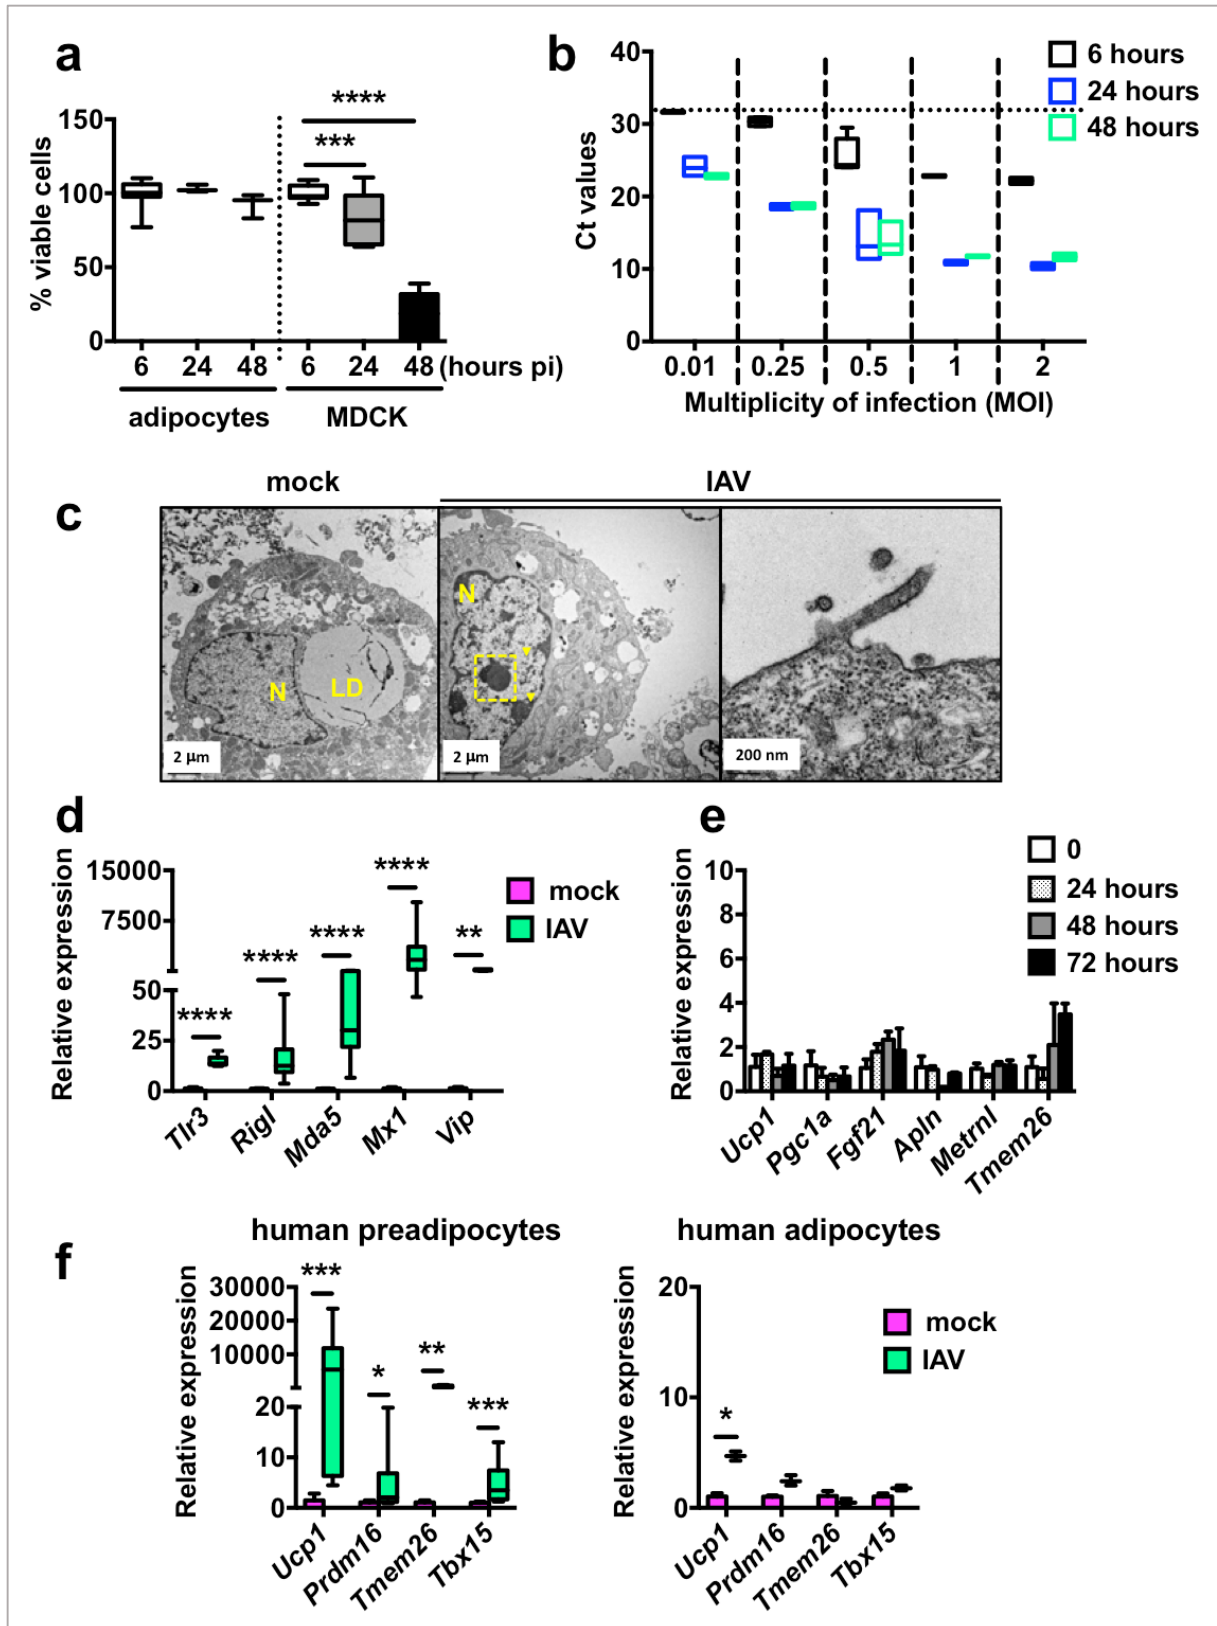 a
****
***
150
100
50
0
% viable cells
6 24 48 6 24 48 (hours pi)
adipocytes MDCK
b
40
30
20
10
0
Ct values
6 hours
24 hours
48 hours
0.01 0.25 0.5 1 2
Multiplicity of infection (MOI)
c
mock IAV
N LD
2 µm
N
2 µm
200 nm
d
Relative expression
15000
7500
50
25
0
**** **** **** **** **
mock
IAV
Tlr3 RigI Mda5 Mx1 Vip
e
Relative expression
10
8
6
4
2
0
0
24 hours
48 hours
72 hours
Ucp1 Pgc1a Fgf21 Apln Metrnl Tmem26
f
human preadipocytes
Relative expression
30000
20000
10000
20
10
0
*** * ** ***
Ucp1 Prdm16 Tmem26 Tbx15
human adipocytes
Relative expression
20
10
0
*
mock
IAV
Ucp1 Prdm16 Tmem26 Tbx15